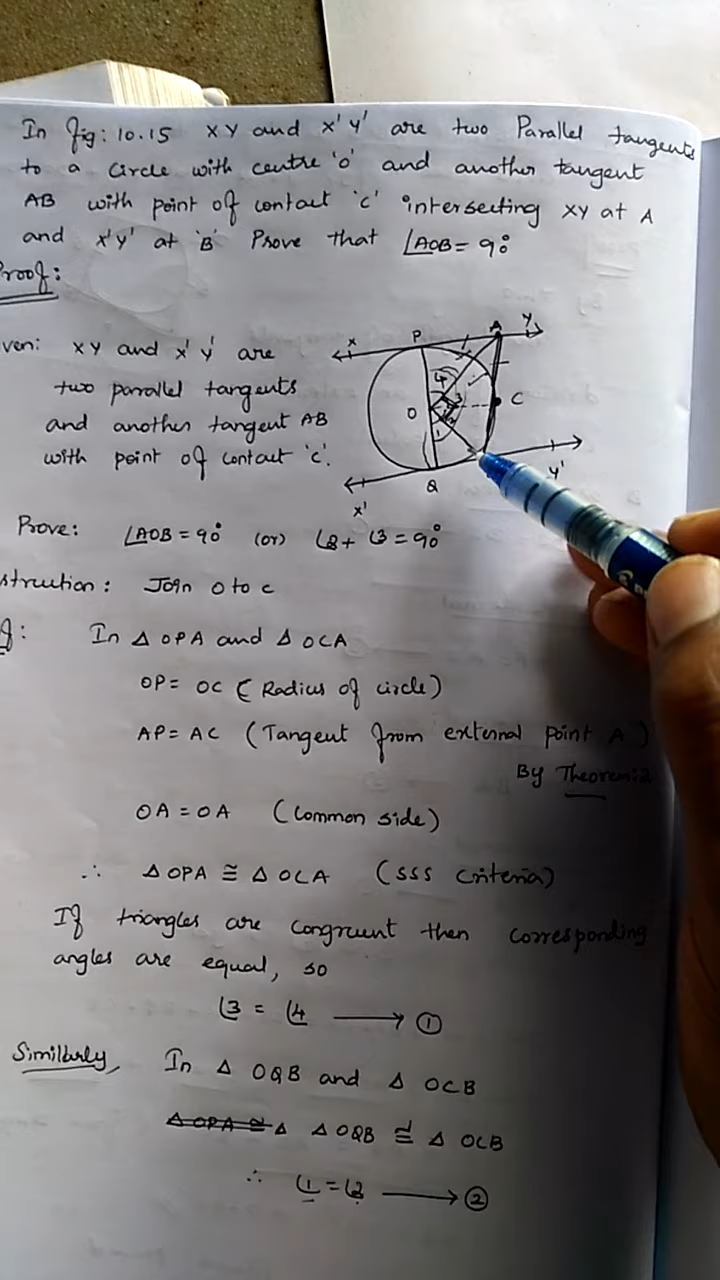 In fig: 10.15 XY and X'Y' are two Parallel tangents
to a circle with centre 'O' and another tangent
AB with point of contact 'C' intersecting XY at A
and X'Y' at 'B' Prove that ∠AOB = 90°
Proof:
ven: XY and X'Y' are
two parallel tangents
and another tangent AB
with point of contact 'C'.
X P A Y
4
3
O C
2
1
Q Y'
X'
Prove: ∠AOB = 90° (or) ∠2 + ∠3 = 90°
struction: Join O to C
f: In △ OPA and △ OCA
OP = OC (Radius of circle)
AP = AC (Tangent from external point A)
By Theorem:2
OA = OA (Common side)
∴ △ OPA ≅ △ OCA (SSS Criteria)
If triangles are congruent then corresponding
angles are equal, so
∠3 = ∠4 ⟶ ①
Similarly, In △ OQB and △ OCB
△ OPA ≅ △ △ OQB ≅ △ OCB
∴ ∠1 = ∠2 ⟶ ②